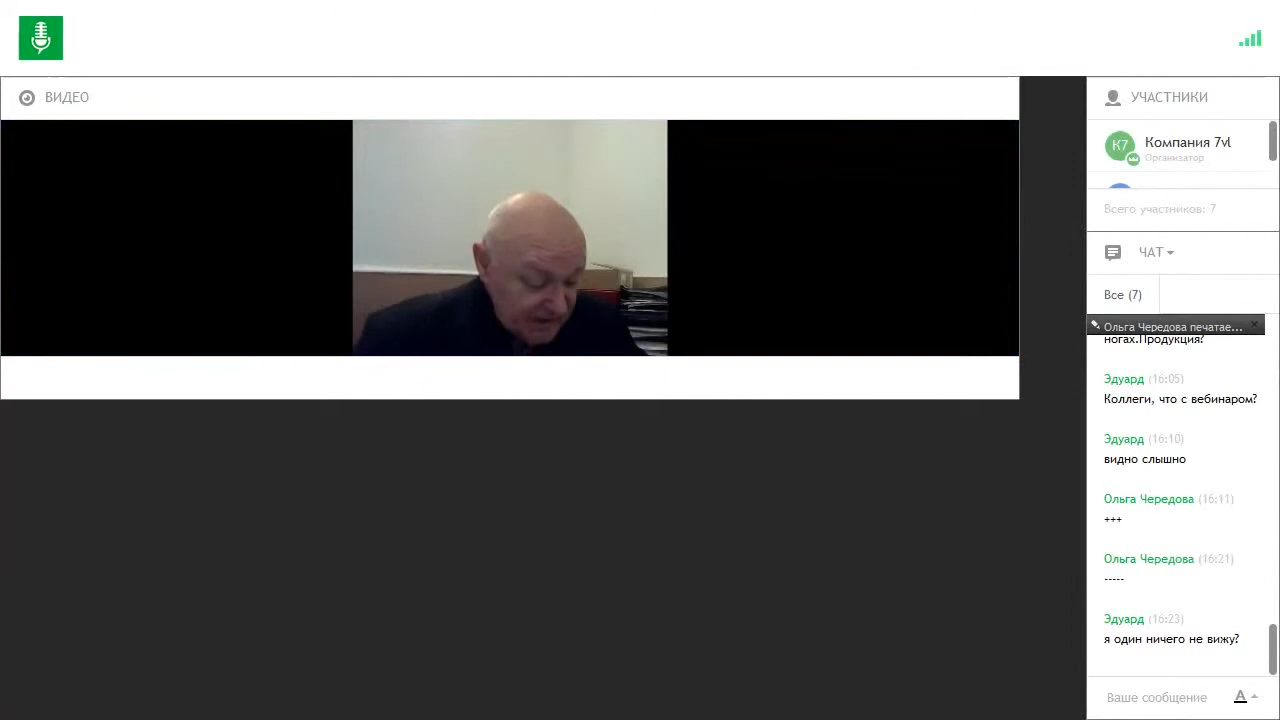 ВИДЕО
УЧАСТНИКИ
К7
Компания 7vl
Организатор
Всего участников: 7
ЧАТ
Все (7)
Ольга Чередова печатае...
ногах.Продукция?
Эдуард (16:05)
Коллеги, что с вебинаром?
Эдуард (16:10)
видно слышно
Ольга Чередова (16:11)
+++
Ольга Чередова (16:21)
-----
Эдуард (16:23)
я один ничего не вижу?
Ваше сообщение
А